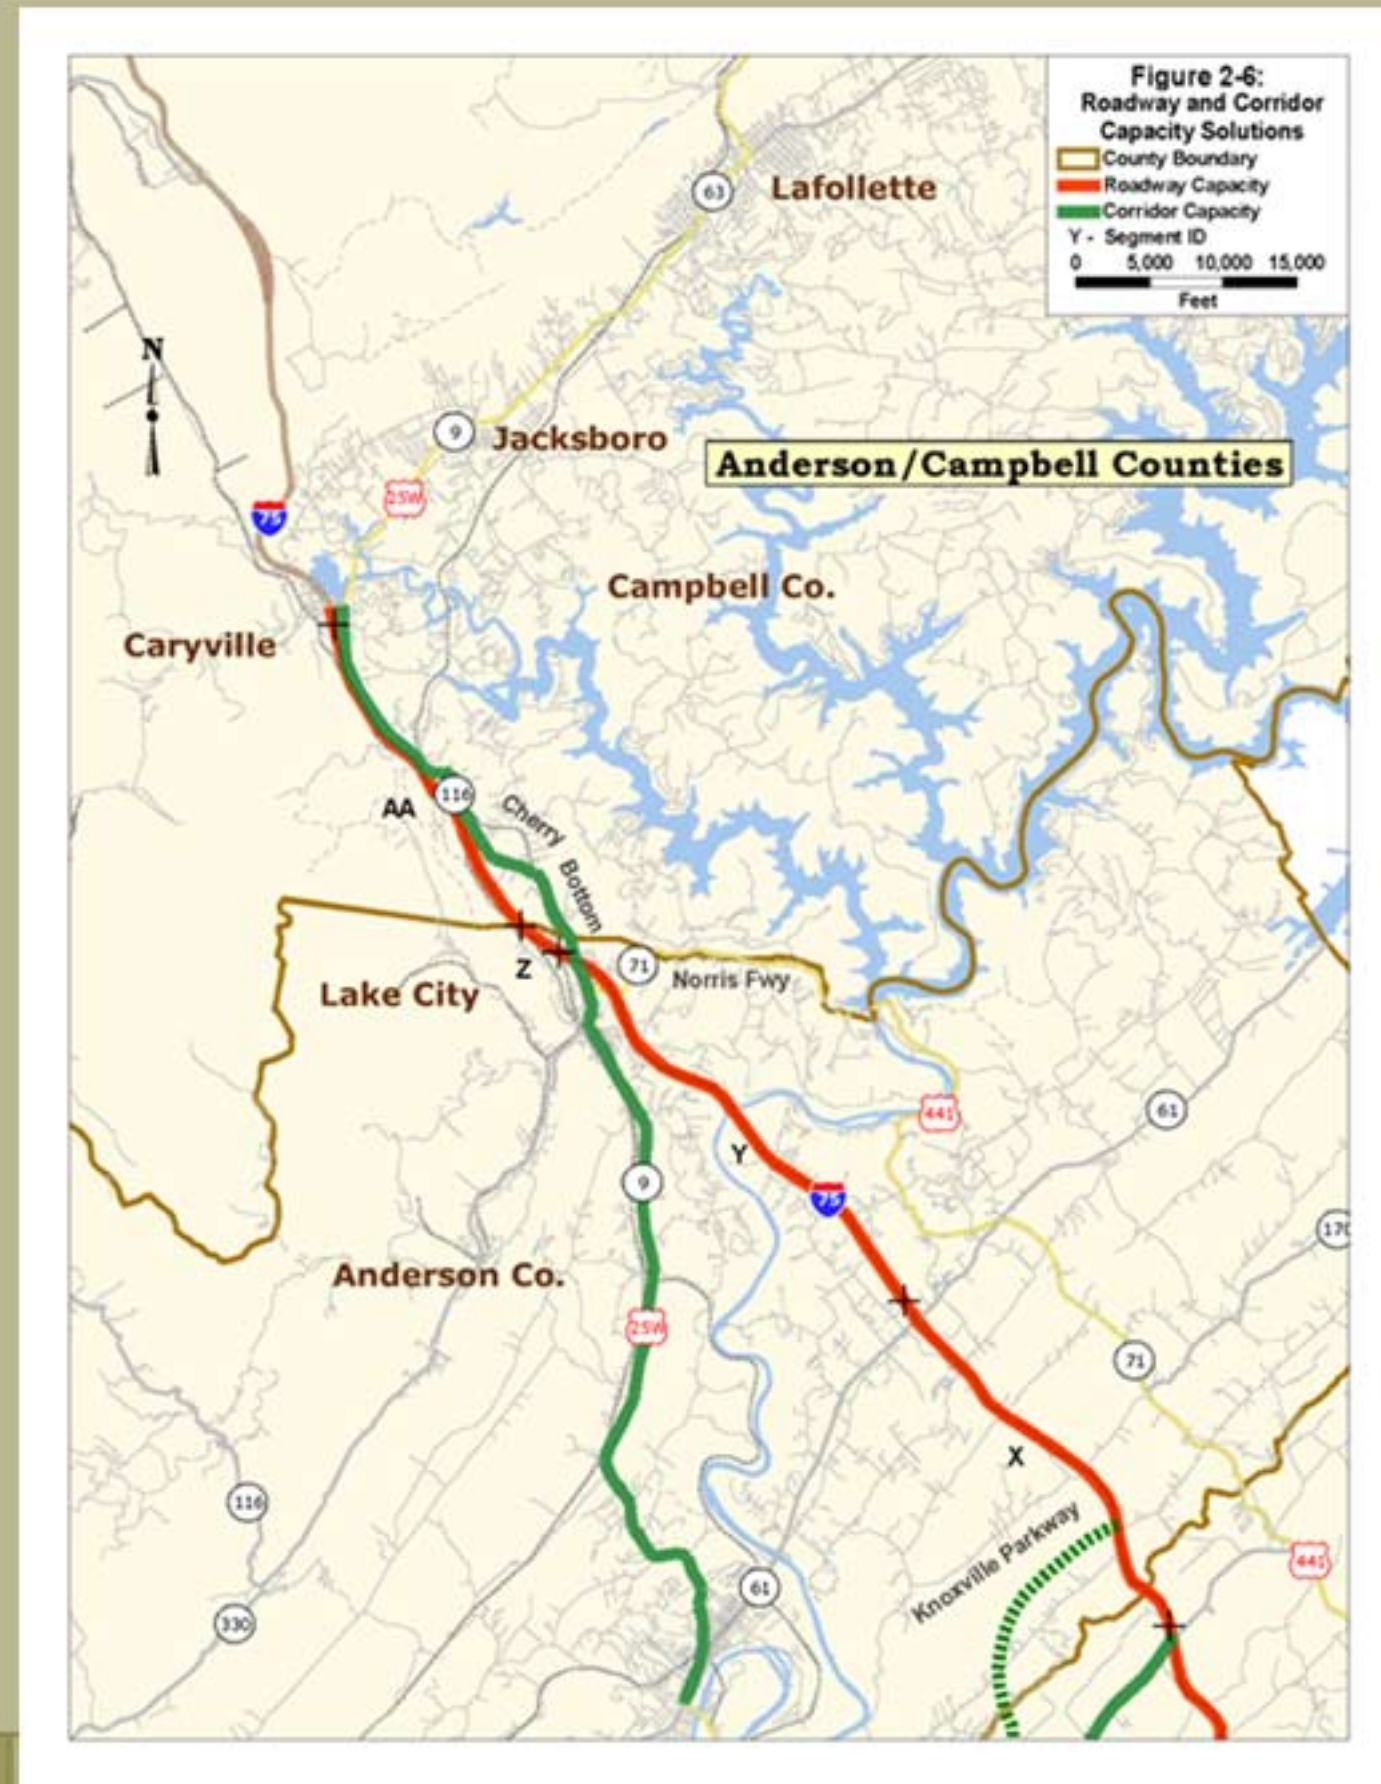 Figure 2-6:
Roadway and Corridor
Capacity Solutions
County Boundary
Roadway Capacity
Corridor Capacity
Y - Segment ID
0 5,000 10,000 15,000
Feet
63
Lafollette
N
9
Jacksboro
Anderson/Campbell Counties
25W
75
Campbell Co.
Caryville
116
AA
Cherry Bottom
Z
71
Norris Fwy
Lake City
441
61
Y
9
75
170
Anderson Co.
25W
71
X
116
Knoxville Parkway
441
61
330